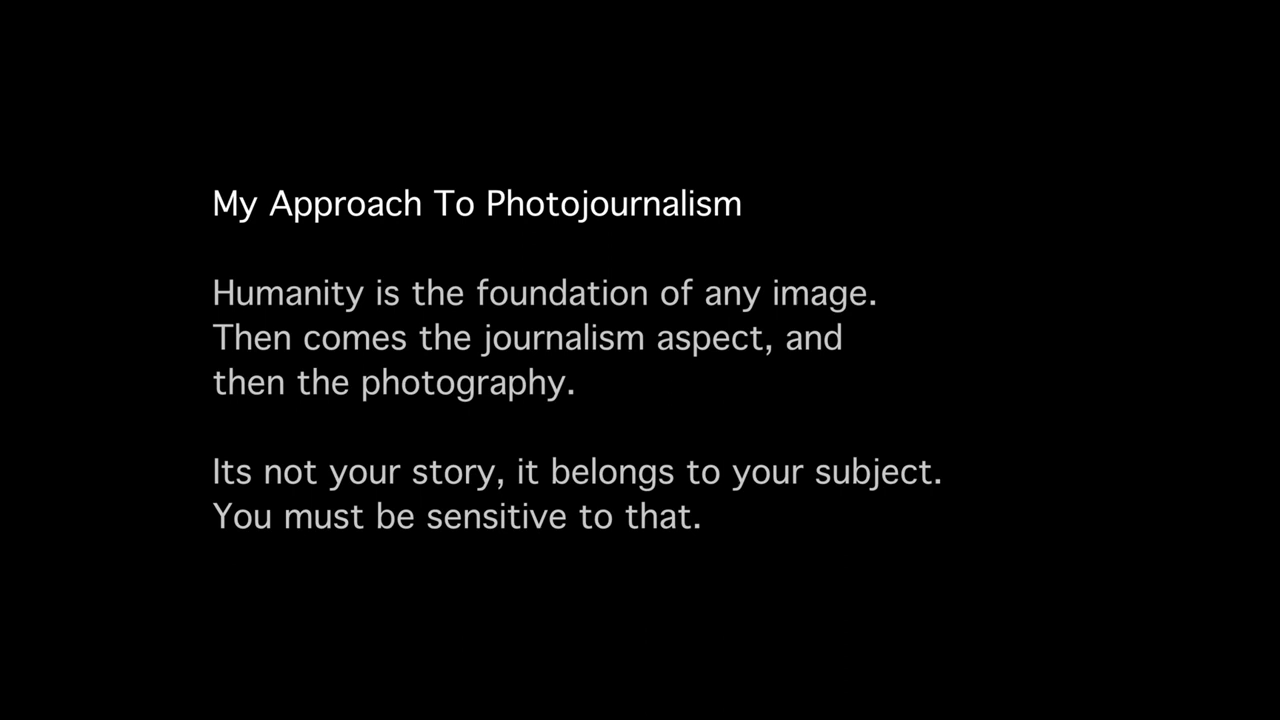 My Approach To Photojournalism
Humanity is the foundation of any image.
Then comes the journalism aspect, and
then the photography.
Its not your story, it belongs to your subject.
You must be sensitive to that.